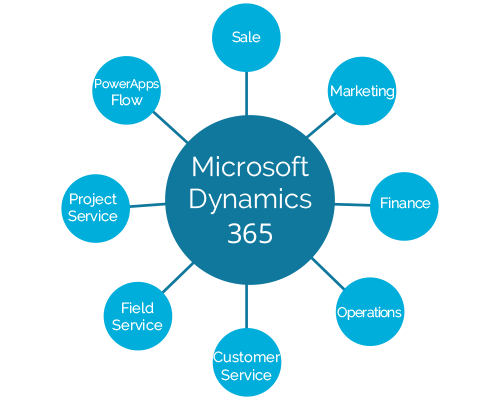 Sale
PowerApps
Flow
Marketing
Microsoft
Dynamics
365
Project
Service
Finance
Field
Service
Operations
Customer
Service